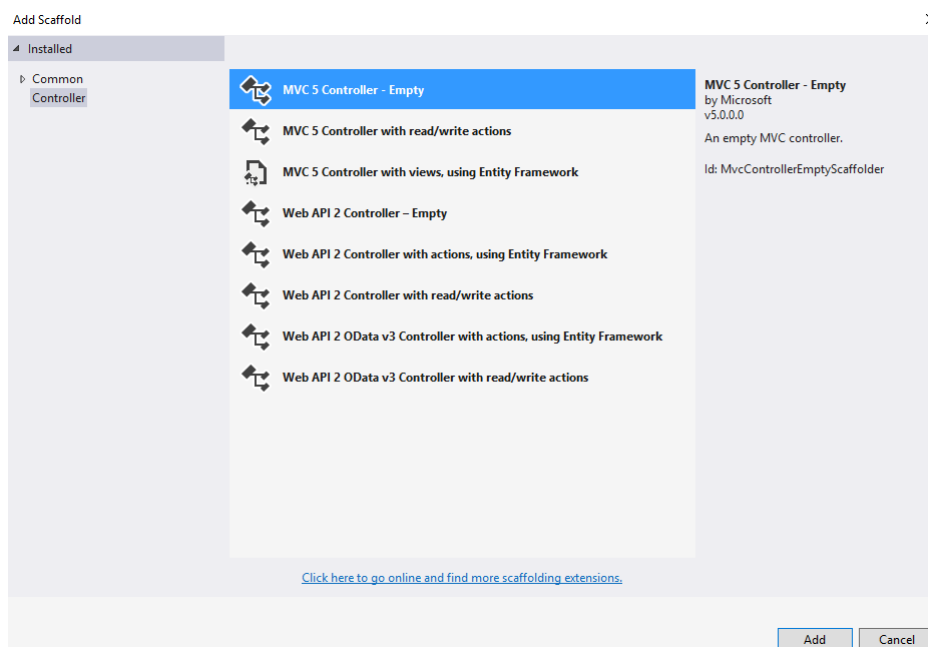 Add Scaffold
Installed
Common
Controller
MVC 5 Controller - Empty
MVC 5 Controller with read/write actions
MVC 5 Controller with views, using Entity Framework
Web API 2 Controller – Empty
Web API 2 Controller with actions, using Entity Framework
Web API 2 Controller with read/write actions
Web API 2 OData v3 Controller with actions, using Entity Framework
Web API 2 OData v3 Controller with read/write actions
MVC 5 Controller - Empty
by Microsoft
v5.0.0.0
An empty MVC controller.
Id: MvcControllerEmptyScaffolder
Click here to go online and find more scaffolding extensions.
Add
Cancel